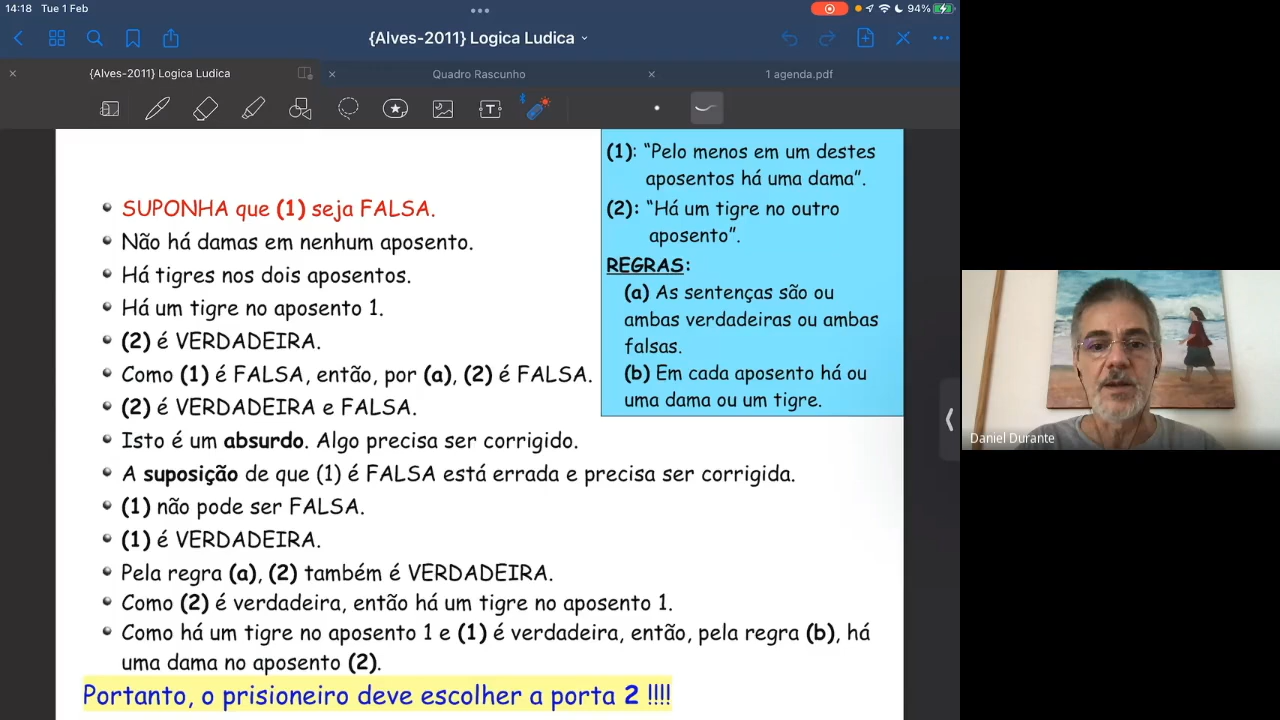 14:18 Tue 1 Feb
94%
{Alves-2011} Logica Ludica
{Alves-2011} Logica Ludica
Quadro Rascunho
1 agenda.pdf
T
SUPONHA que (1) seja FALSA.
Não há damas em nenhum aposento.
Há tigres nos dois aposentos.
Há um tigre no aposento 1.
(2) é VERDADEIRA.
Como (1) é FALSA, então, por (a), (2) é FALSA.
(2) é VERDADEIRA e FALSA.
Isto é um absurdo. Algo precisa ser corrigido.
A suposição de que (1) é FALSA está errada e precisa ser corrigida.
(1) não pode ser FALSA.
(1) é VERDADEIRA.
Pela regra (a), (2) também é VERDADEIRA.
Como (2) é verdadeira, então há um tigre no aposento 1.
Como há um tigre no aposento 1 e (1) é verdadeira, então, pela regra (b), há
uma dama no aposento (2).
Portanto, o prisioneiro deve escolher a porta 2 !!!!
(1): “Pelo menos em um destes
aposentos há uma dama”.
(2): “Há um tigre no outro
aposento”.
REGRAS:
(a) As sentenças são ou
ambas verdadeiras ou ambas
falsas.
(b) Em cada aposento há ou
uma dama ou um tigre.
Daniel Durante